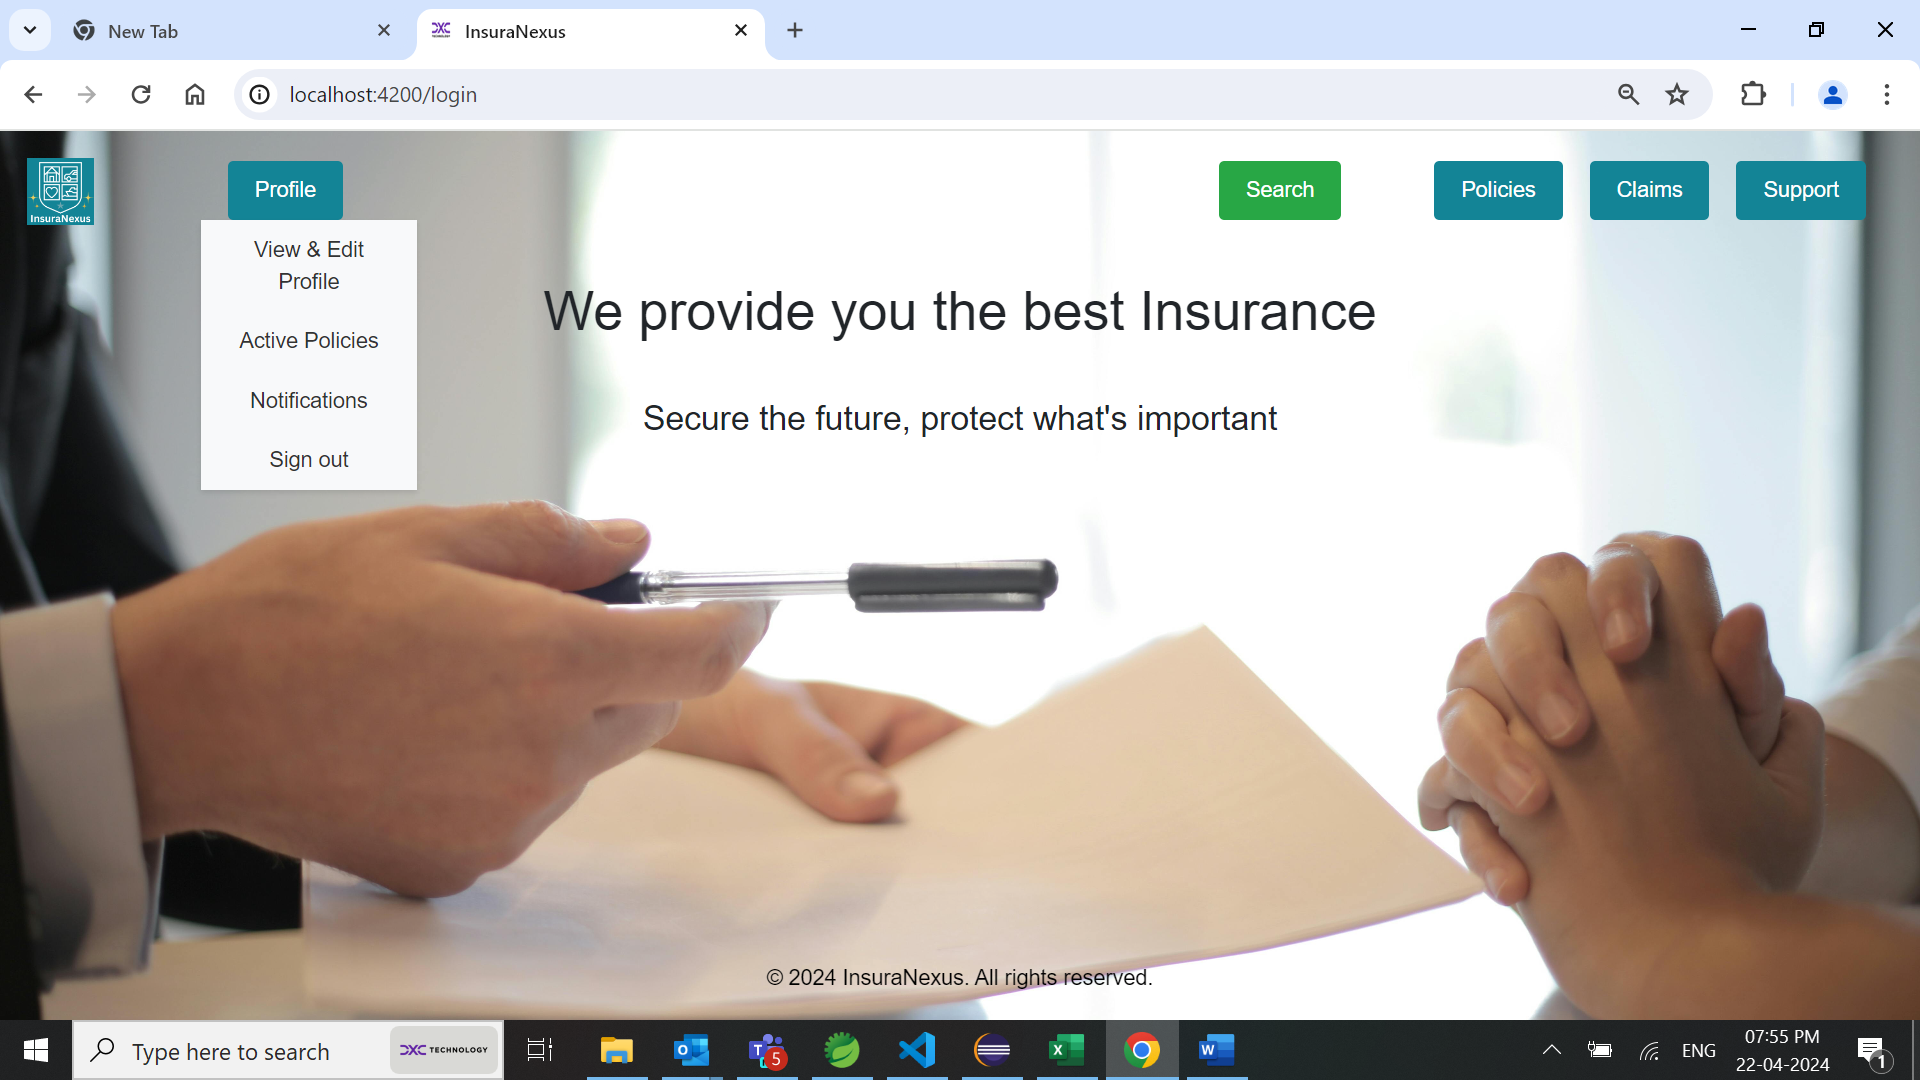 New Tab
InsuraNexus
localhost:4200/login
InsuraNexus
Profile
Search
Policies
Claims
Support
View & Edit
Profile
Active Policies
Notifications
Sign out
We provide you the best Insurance
Secure the future, protect what's important
© 2024 InsuraNexus. All rights reserved.
Type here to search
DXC TECHNOLOGY
5
ENG
07:55 PM
22-04-2024
1